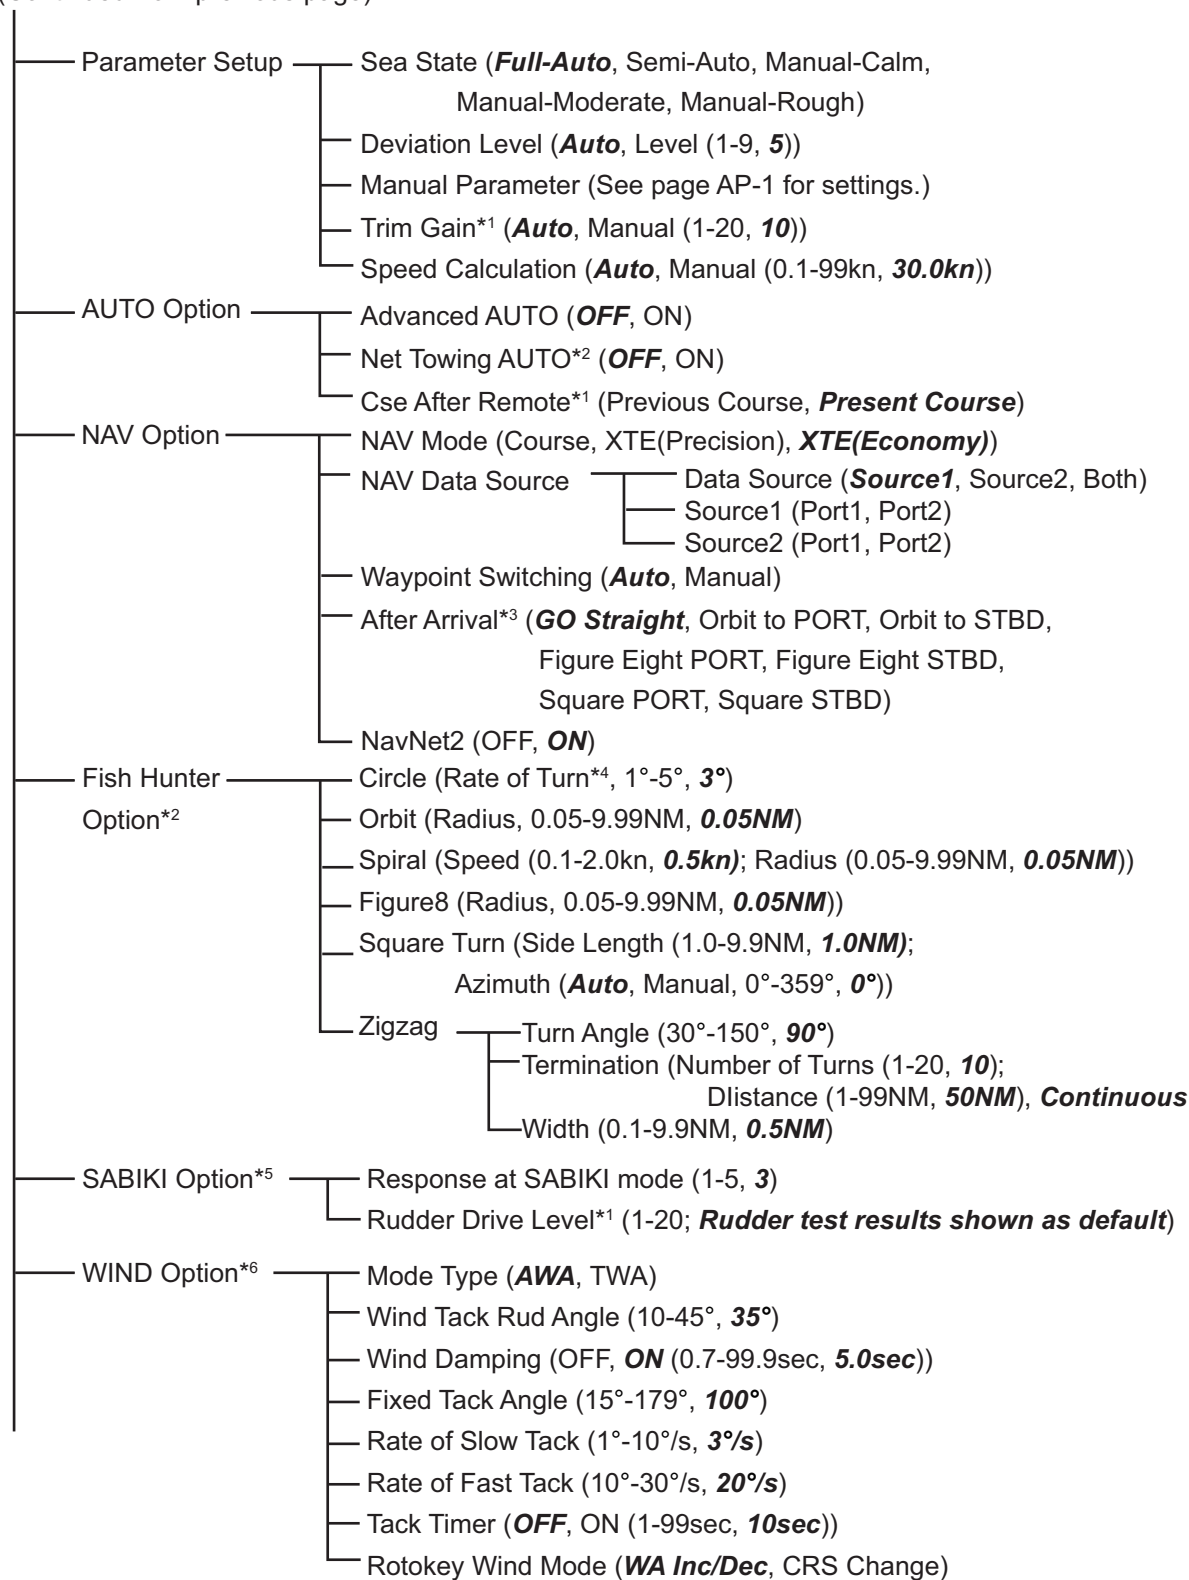 (Continued from previous page)
Parameter Setup
Sea State (Full-Auto, Semi-Auto, Manual-Calm,
Manual-Moderate, Manual-Rough)
Deviation Level (Auto, Level (1-9, 5))
Manual Parameter (See page AP-1 for settings.)
Trim Gain*1 (Auto, Manual (1-20, 10))
Speed Calculation (Auto, Manual (0.1-99kn, 30.0kn))
AUTO Option
Advanced AUTO (OFF, ON)
Net Towing AUTO*2 (OFF, ON)
Cse After Remote*1 (Previous Course, Present Course)
NAV Option
NAV Mode (Course, XTE(Precision), XTE(Economy))
NAV Data Source
Data Source (Source1, Source2, Both)
Source1 (Port1, Port2)
Source2 (Port1, Port2)
Waypoint Switching (Auto, Manual)
After Arrival*3 (GO Straight, Orbit to PORT, Orbit to STBD,
Figure Eight PORT, Figure Eight STBD,
Square PORT, Square STBD)
NavNet2 (OFF, ON)
Fish Hunter
Option*2
Circle (Rate of Turn*4, 1°-5°, 3°)
Orbit (Radius, 0.05-9.99NM, 0.05NM)
Spiral (Speed (0.1-2.0kn, 0.5kn); Radius (0.05-9.99NM, 0.05NM))
Figure8 (Radius, 0.05-9.99NM, 0.05NM))
Square Turn (Side Length (1.0-9.9NM, 1.0NM);
Azimuth (Auto, Manual, 0°-359°, 0°))
Zigzag
Turn Angle (30°-150°, 90°)
Termination (Number of Turns (1-20, 10);
DIistance (1-99NM, 50NM), Continuous
Width (0.1-9.9NM, 0.5NM)
SABIKI Option*5
Response at SABIKI mode (1-5, 3)
Rudder Drive Level*1 (1-20; Rudder test results shown as default)
WIND Option*6
Mode Type (AWA, TWA)
Wind Tack Rud Angle (10-45°, 35°)
Wind Damping (OFF, ON (0.7-99.9sec, 5.0sec))
Fixed Tack Angle (15°-179°, 100°)
Rate of Slow Tack (1°-10°/s, 3°/s)
Rate of Fast Tack (10°-30°/s, 20°/s)
Tack Timer (OFF, ON (1-99sec, 10sec))
Rotokey Wind Mode (WA Inc/Dec, CRS Change)